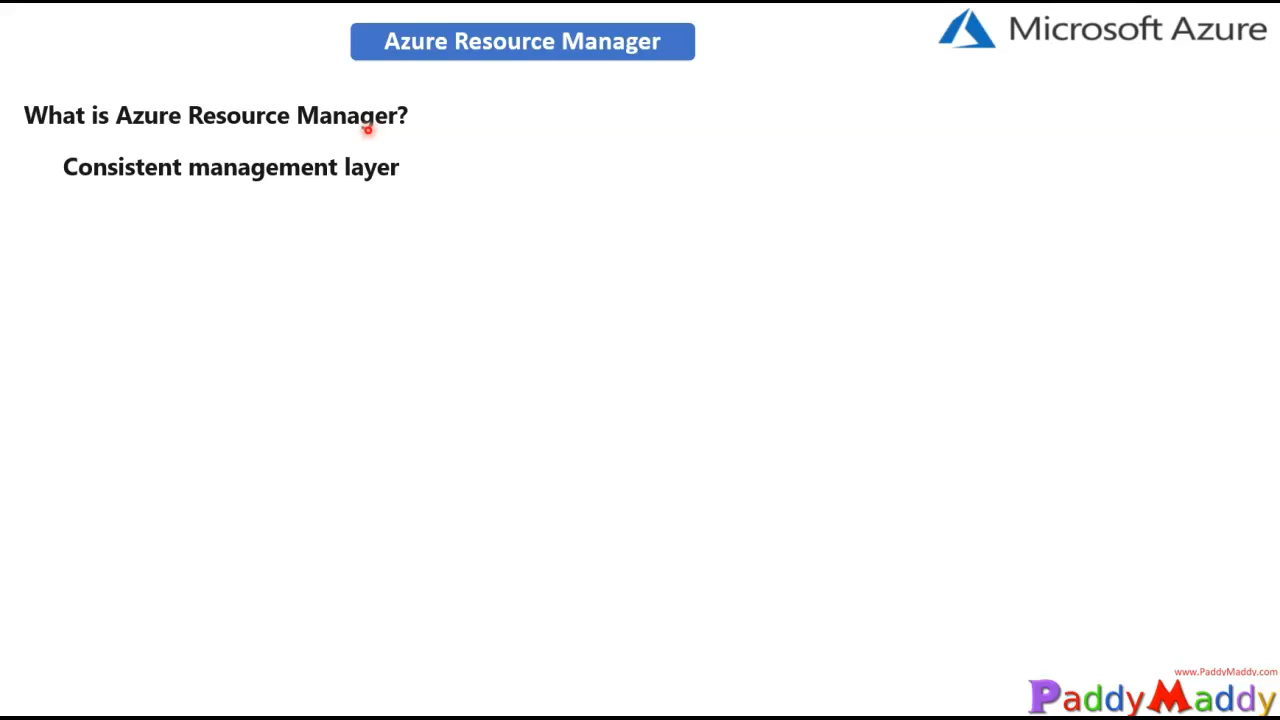 Azure Resource Manager
Microsoft Azure
What is Azure Resource Manager?
Consistent management layer
www.PaddyMaddy.com
PaddyMaddy